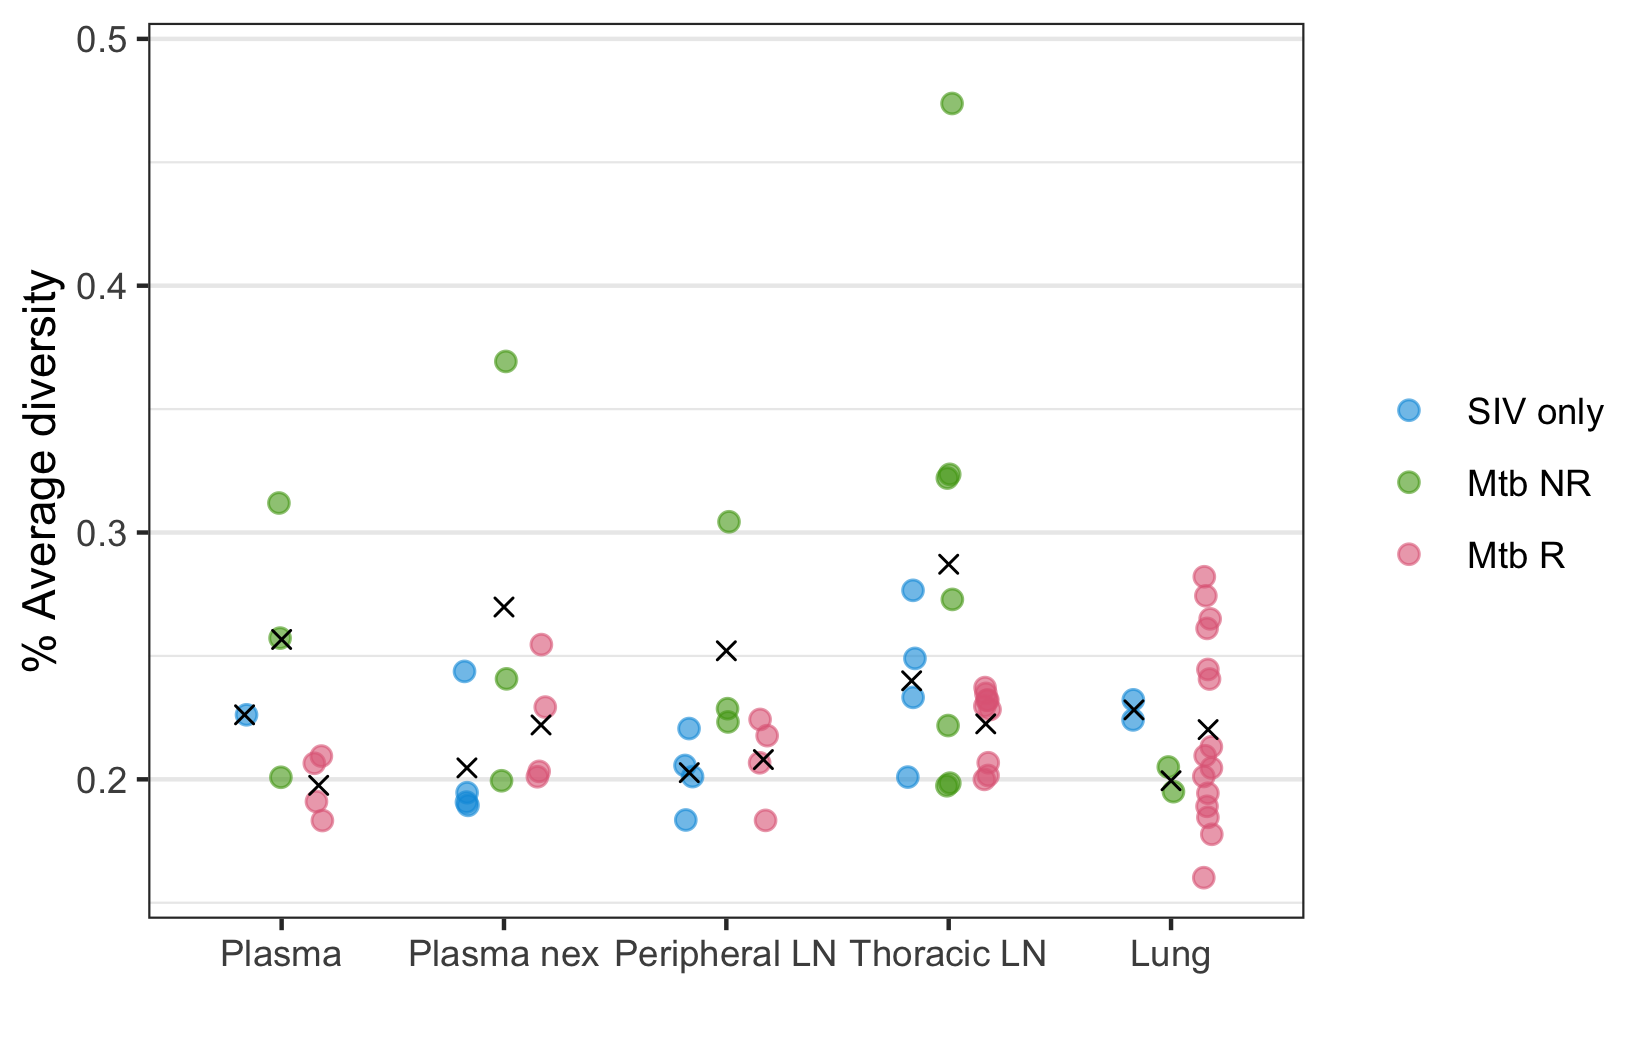 % Average diversity
0.5
0.4
0.3
0.2
Plasma
Plasma nex
Peripheral LN
Thoracic LN
Lung
SIV only
Mtb NR
Mtb R